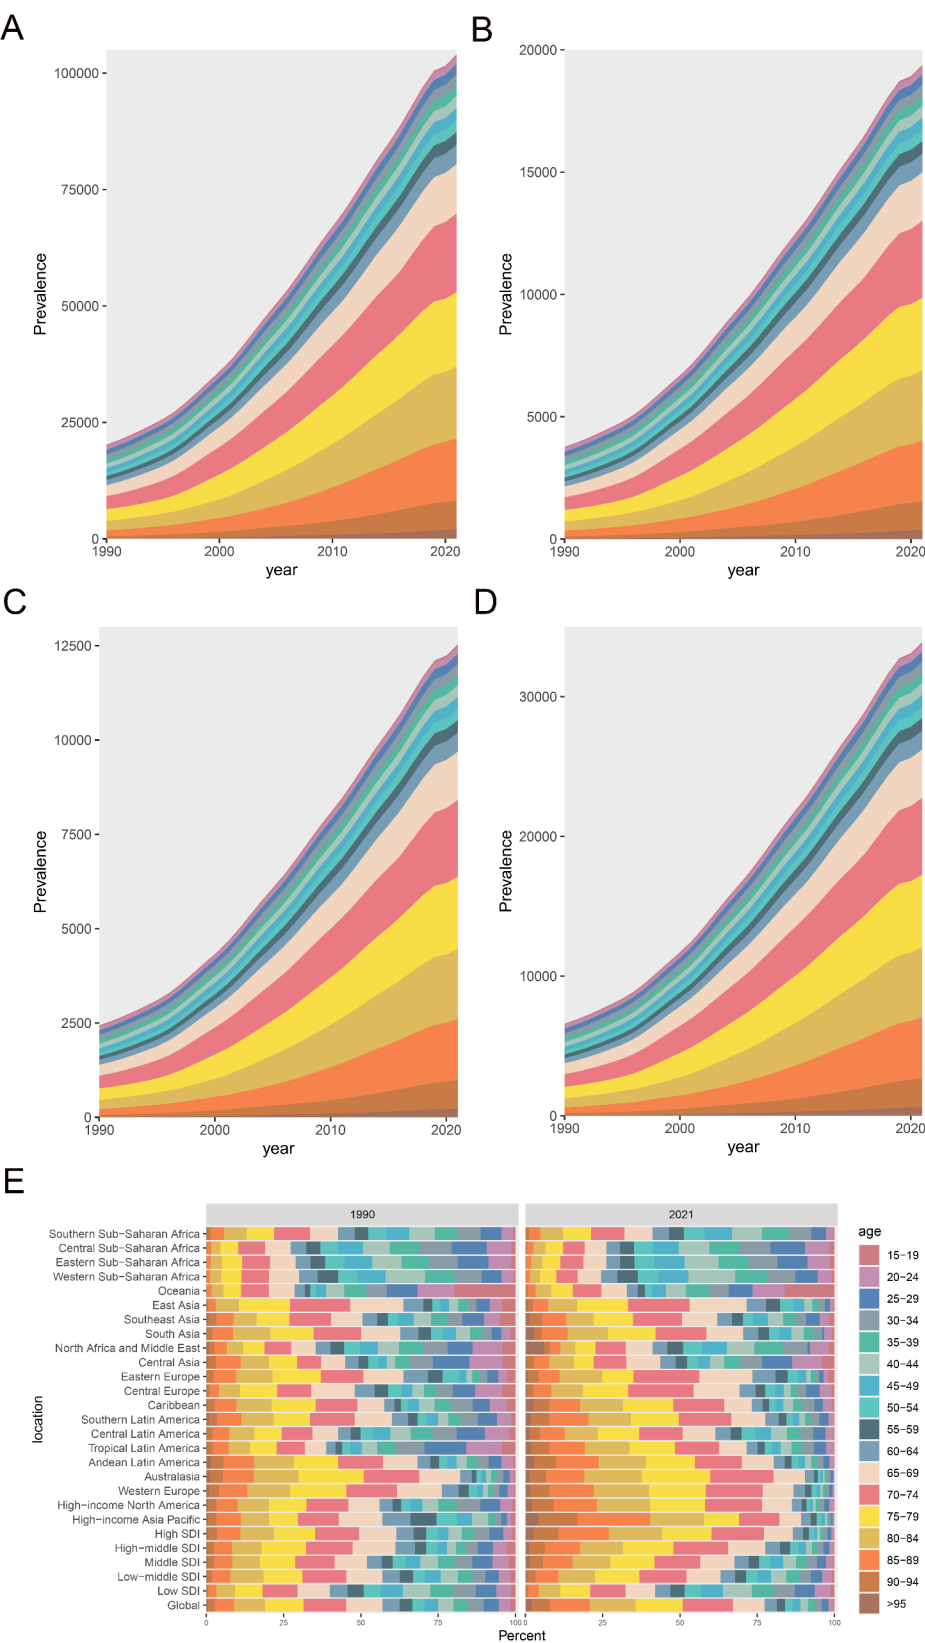 A
B
100000
75000
50000
25000
0
Prevalence
1990
2000
2010
2020
year
20000
15000
10000
5000
0
Prevalence
1990
2000
2010
2020
year
C
D
12500
10000
7500
5000
2500
0
Prevalence
1990
2000
2010
2020
year
30000
20000
10000
0
Prevalence
1990
2000
2010
2020
year
E
1990
2021
location
Southern Sub−Saharan Africa
Central Sub−Saharan Africa
Eastern Sub−Saharan Africa
Western Sub−Saharan Africa
Oceania
East Asia
Southeast Asia
South Asia
North Africa and Middle East
Central Asia
Eastern Europe
Central Europe
Caribbean
Southern Latin America
Central Latin America
Tropical Latin America
Andean Latin America
Australasia
Western Europe
High−income North America
High−income Asia Pacific
High SDI
High−middle SDI
Middle SDI
Low−middle SDI
Low SDI
Global
0
25
50
75
100
0
25
50
75
100
Percent
age
15−19
20−24
25−29
30−34
35−39
40−44
45−49
50−54
55−59
60−64
65−69
70−74
75−79
80−84
85−89
90−94
>95